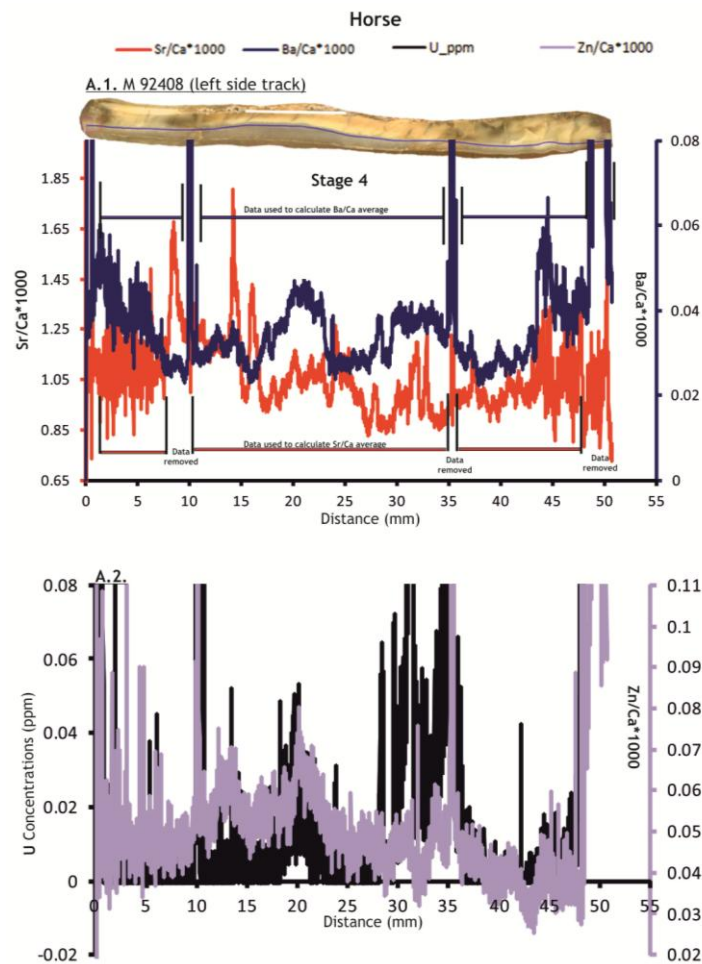 Horse
Sr/Ca*1000 Ba/Ca*1000 U_ppm Zn/Ca*1000
A.1. M 92408 (left side track)
Stage 4
Data used to calculate Ba/Ca average
Data used to calculate Sr/Ca average
Data removed
Data removed
Data removed
1.85
1.65
1.45
1.25
1.05
0.85
0.65
Sr/Ca*1000
0.08
0.06
0.04
0.02
0
Ba/Ca*1000
0 5 10 15 20 25 30 35 40 45 50 55
Distance (mm)
A.2.
0.08
0.06
0.04
0.02
0
-0.02
U Concentrations (ppm)
0.11
0.1
0.09
0.08
0.07
0.06
0.05
0.04
0.03
0.02
Zn/Ca*1000
0 5 10 15 20 25 30 35 40 45 50 55
Distance (mm)